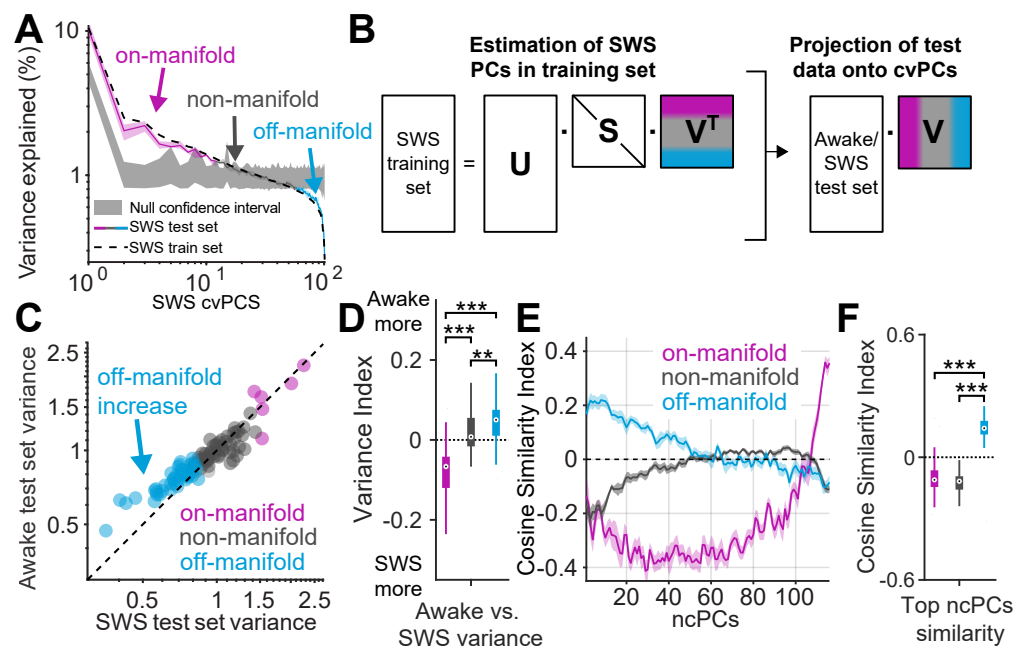 A
Variance explained (%)
10
1
on-manifold
non-manifold
off-manifold
Null confidence interval
SWS test set
SWS train set
10^0
10^1
10^2
SWS cvPCS
B
Estimation of SWS
PCs in training set
SWS
training
set
=
U
·
S
·
V^T
Projection of test
data onto cvPCs
Awake/
SWS
test set
·
V
C
Awake test set variance
2.5
1.5
1
0.5
off-manifold
increase
on-manifold
non-manifold
off-manifold
0.5
1
1.5
2.5
SWS test set variance
D
Awake
more
Variance Index
0.2
0
-0.2
SWS
more
***
***
**
Awake vs.
SWS variance
E
Cosine Similarity Index
0.4
0.2
0
-0.2
-0.4
on-manifold
non-manifold
off-manifold
20
40
60
80
100
ncPCs
F
Cosine Similarity Index
0.6
0
-0.6
***
***
Top ncPCs
similarity